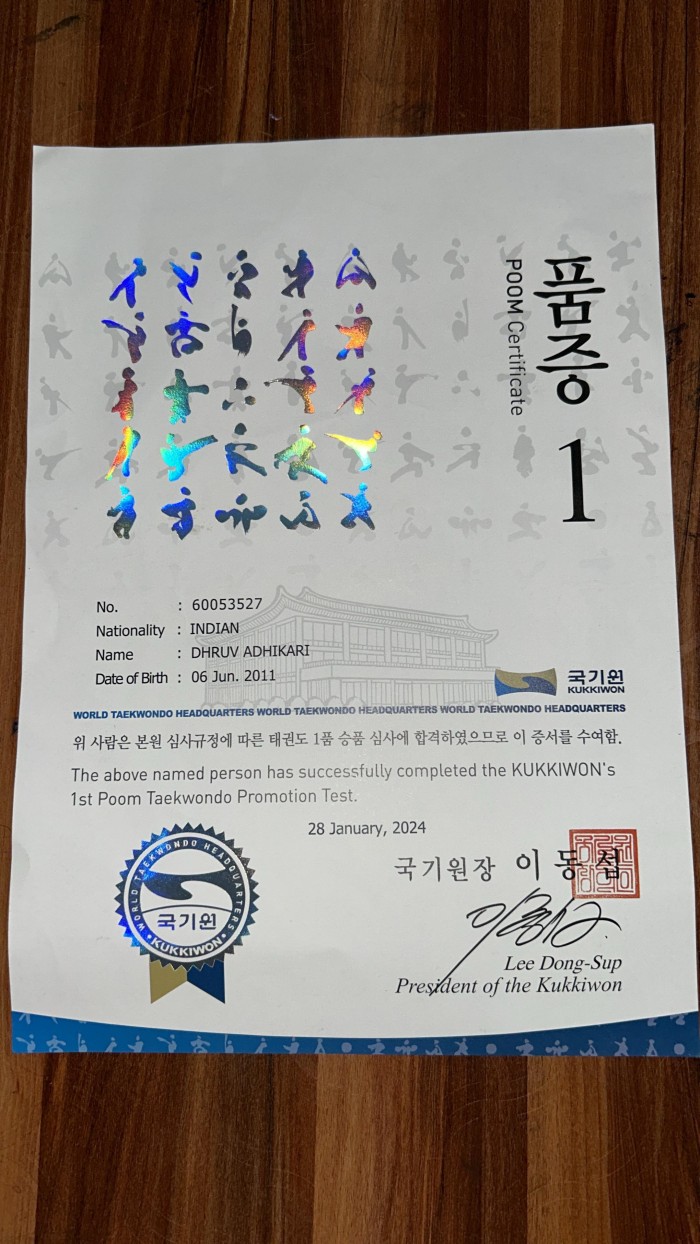 품증 1
POOM Certificate
No. : 60053527
Nationality : INDIAN
Name : DHRUV ADHIKARI
Date of Birth : 06 Jun. 2011
국기원
KUKKIWON
WORLD TAEKWONDO HEADQUARTERS WORLD TAEKWONDO HEADQUARTERS WORLD TAEKWONDO HEADQUARTERS
위 사람은 본원 심사규정에 따른 태권도 1품 승품 심사에 합격하였으므로 이 증서를 수여함.
The above named person has successfully completed the KUKKIWON's
1st Poom Taekwondo Promotion Test.
28 January, 2024
WORLD TAEKWONDO HEADQUARTERS
국기원
KUKKIWON
국기원장 이동섭
Lee Dong-Sup
President of the Kukkiwon